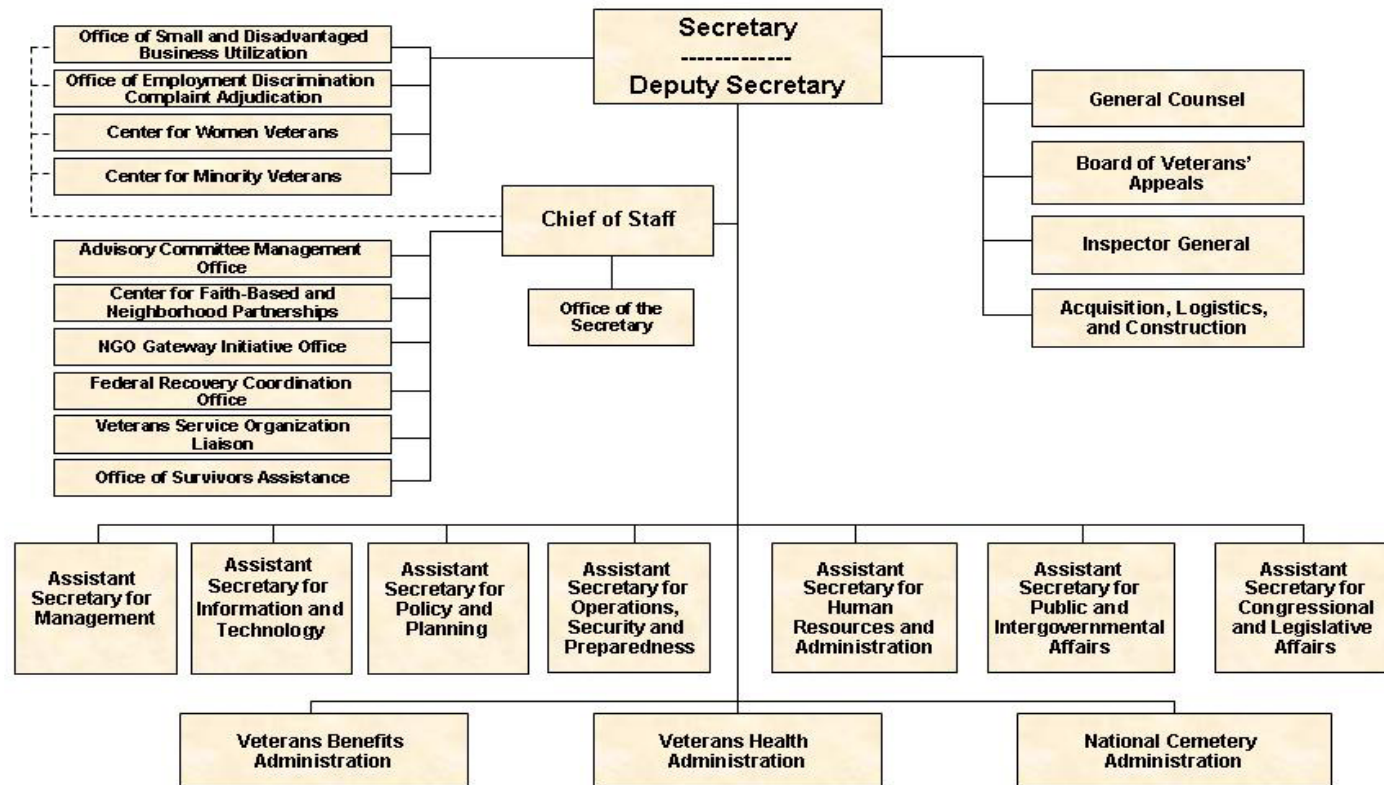 Secretary
-------------
Deputy Secretary
Office of Small and Disadvantaged
Business Utilization
Office of Employment Discrimination
Complaint Adjudication
Center for Women Veterans
Center for Minority Veterans
General Counsel
Board of Veterans’
Appeals
Inspector General
Acquisition, Logistics,
and Construction
Chief of Staff
Office of the
Secretary
Advisory Committee Management
Office
Center for Faith-Based and
Neighborhood Partnerships
NGO Gateway Initiative Office
Federal Recovery Coordination
Office
Veterans Service Organization
Liaison
Office of Survivors Assistance
Assistant
Secretary for
Management
Assistant
Secretary for
Information and
Technology
Assistant
Secretary for
Policy and
Planning
Assistant
Secretary for
Operations,
Security and
Preparedness
Assistant
Secretary for
Human
Resources and
Administration
Assistant
Secretary for
Public and
Intergovernmental
Affairs
Assistant
Secretary for
Congressional
and Legislative
Affairs
Veterans Benefits
Administration
Veterans Health
Administration
National Cemetery
Administration